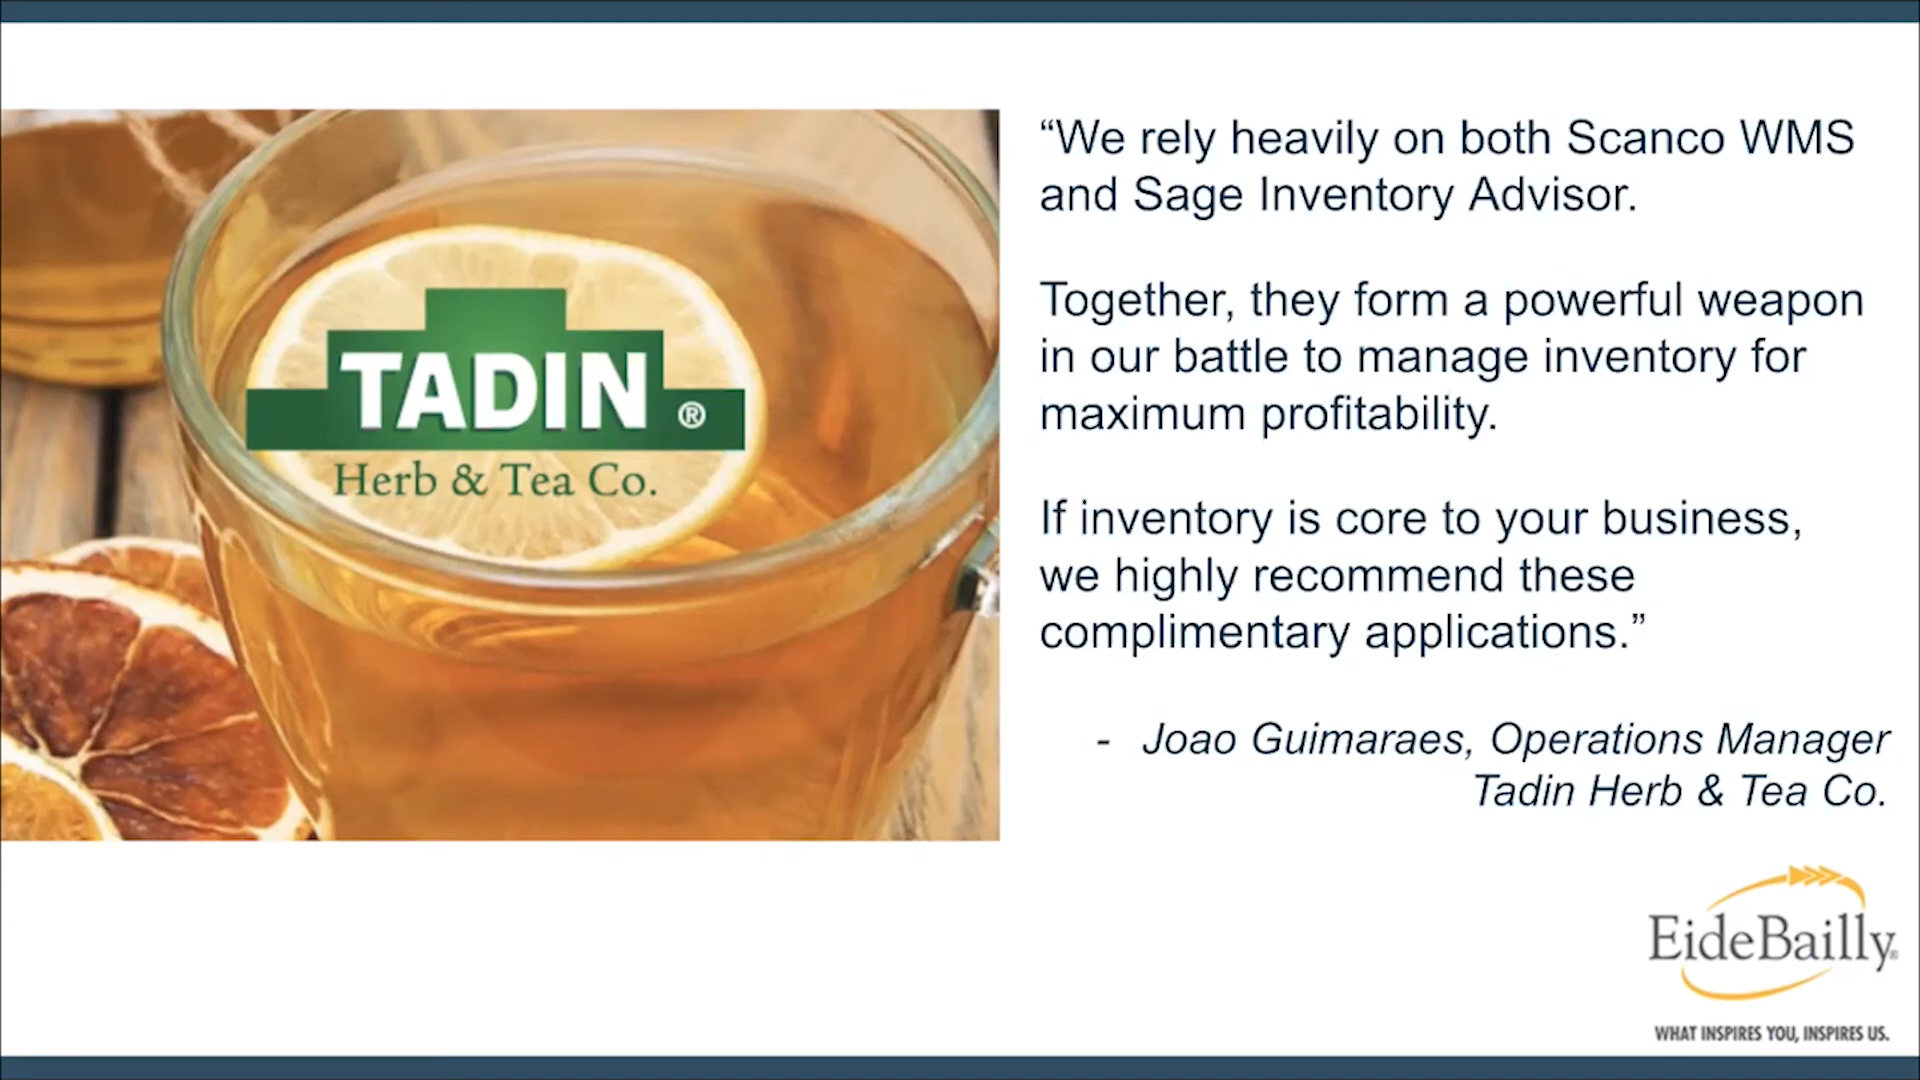 TADIN ®
Herb & Tea Co.
“We rely heavily on both Scanco WMS
and Sage Inventory Advisor.
Together, they form a powerful weapon
in our battle to manage inventory for
maximum profitability.
If inventory is core to your business,
we highly recommend these
complimentary applications.”
- Joao Guimaraes, Operations Manager
Tadin Herb & Tea Co.
EideBailly®
WHAT INSPIRES YOU, INSPIRES US.